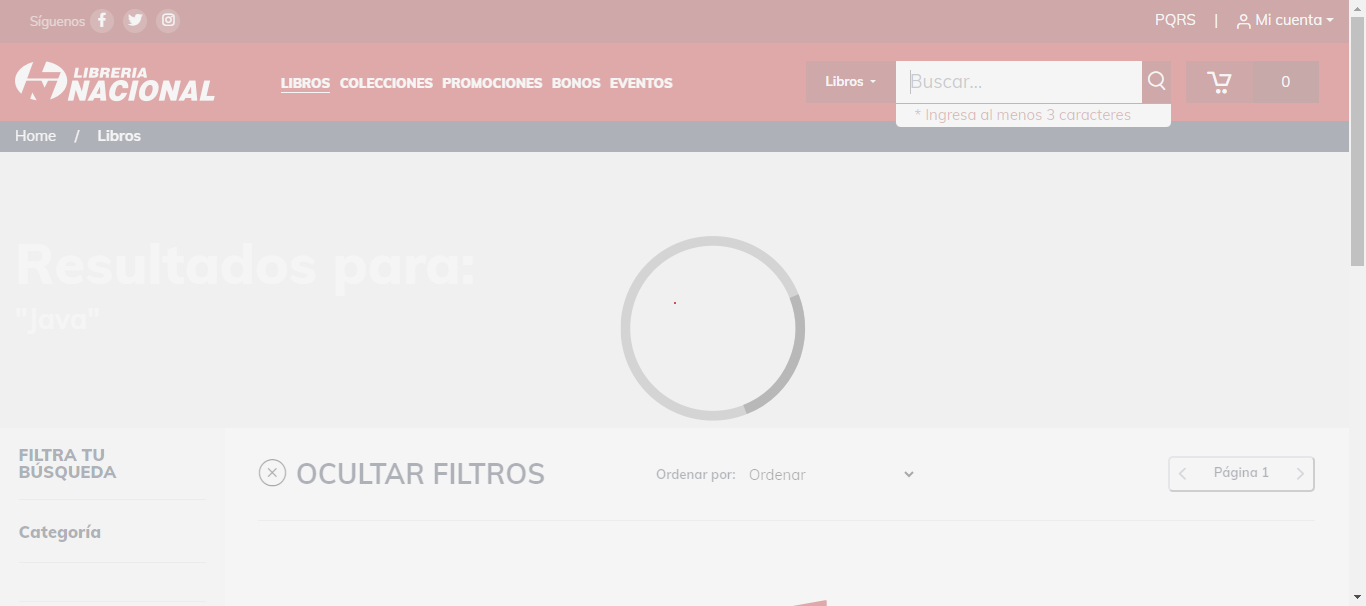 Síguenos
PQRS | Mi cuenta
LIBRERIA
NACIONAL
LIBROS COLECCIONES PROMOCIONES BONOS EVENTOS
Libros
Buscar...
0
* Ingresa al menos 3 caracteres
Home / Libros
Resultados para:
"Java"
FILTRA TU
BÚSQUEDA
OCULTAR FILTROS
Ordenar por: Ordenar
Página 1
Categoría